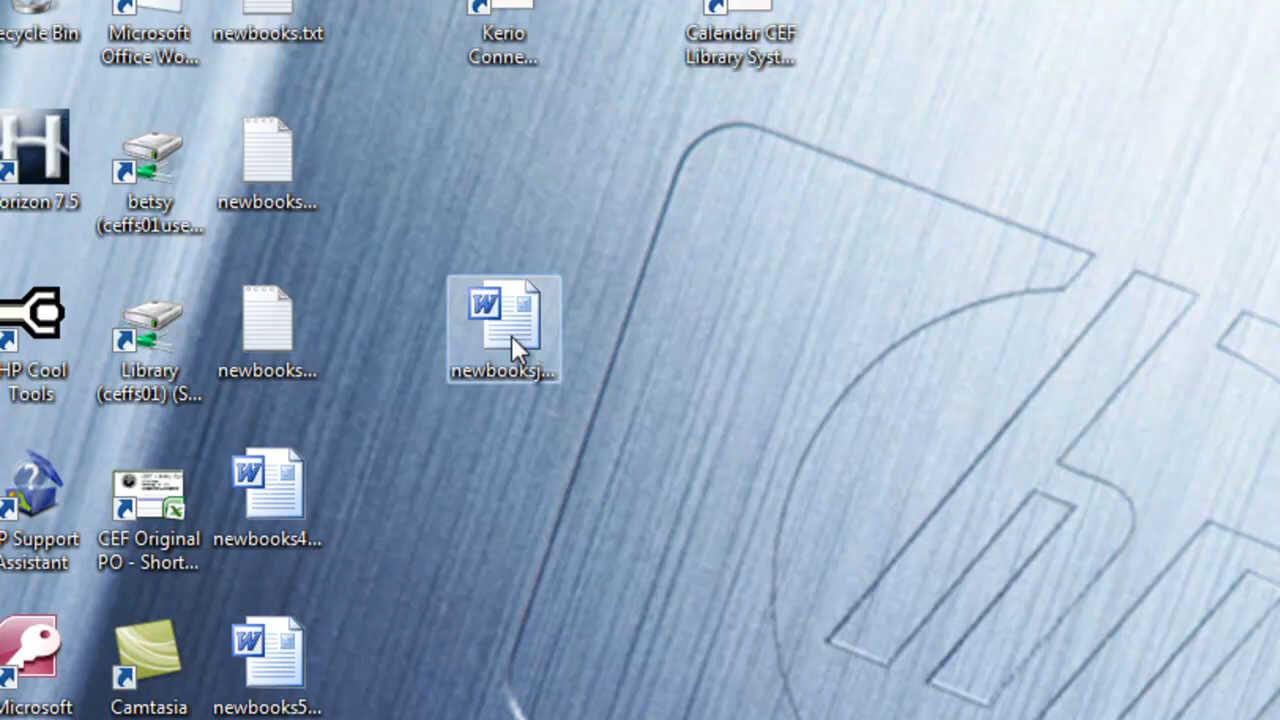 ecycle Bin
Microsoft
Office Wo...
newbooks.txt
Kerio
Conne...
Calendar CEF
Library Syst...
orizon 7.5
betsy
(ceffs01use...
newbooks...
HP Cool
Tools
Library
(ceffs01) (S...
newbooks...
newbooksj...
P Support
Assistant
CEF Original
PO - Short...
newbooks4...
Microsoft
Camtasia
newbooks5...